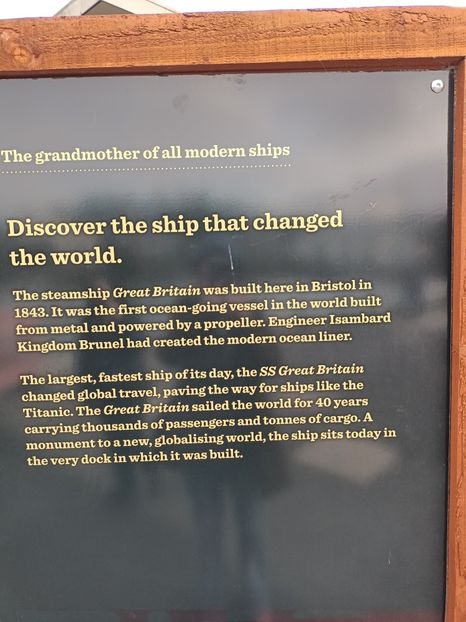 The grandmother of all modern ships
Discover the ship that changed
the world.
The steamship Great Britain was built here in Bristol in
1843. It was the first ocean-going vessel in the world built
from metal and powered by a propeller. Engineer Isambard
Kingdom Brunel had created the modern ocean liner.
The largest, fastest ship of its day, the SS Great Britain
changed global travel, paving the way for ships like the
Titanic. The Great Britain sailed the world for 40 years
carrying thousands of passengers and tonnes of cargo. A
monument to a new, globalising world, the ship sits today in
the very dock in which it was built.